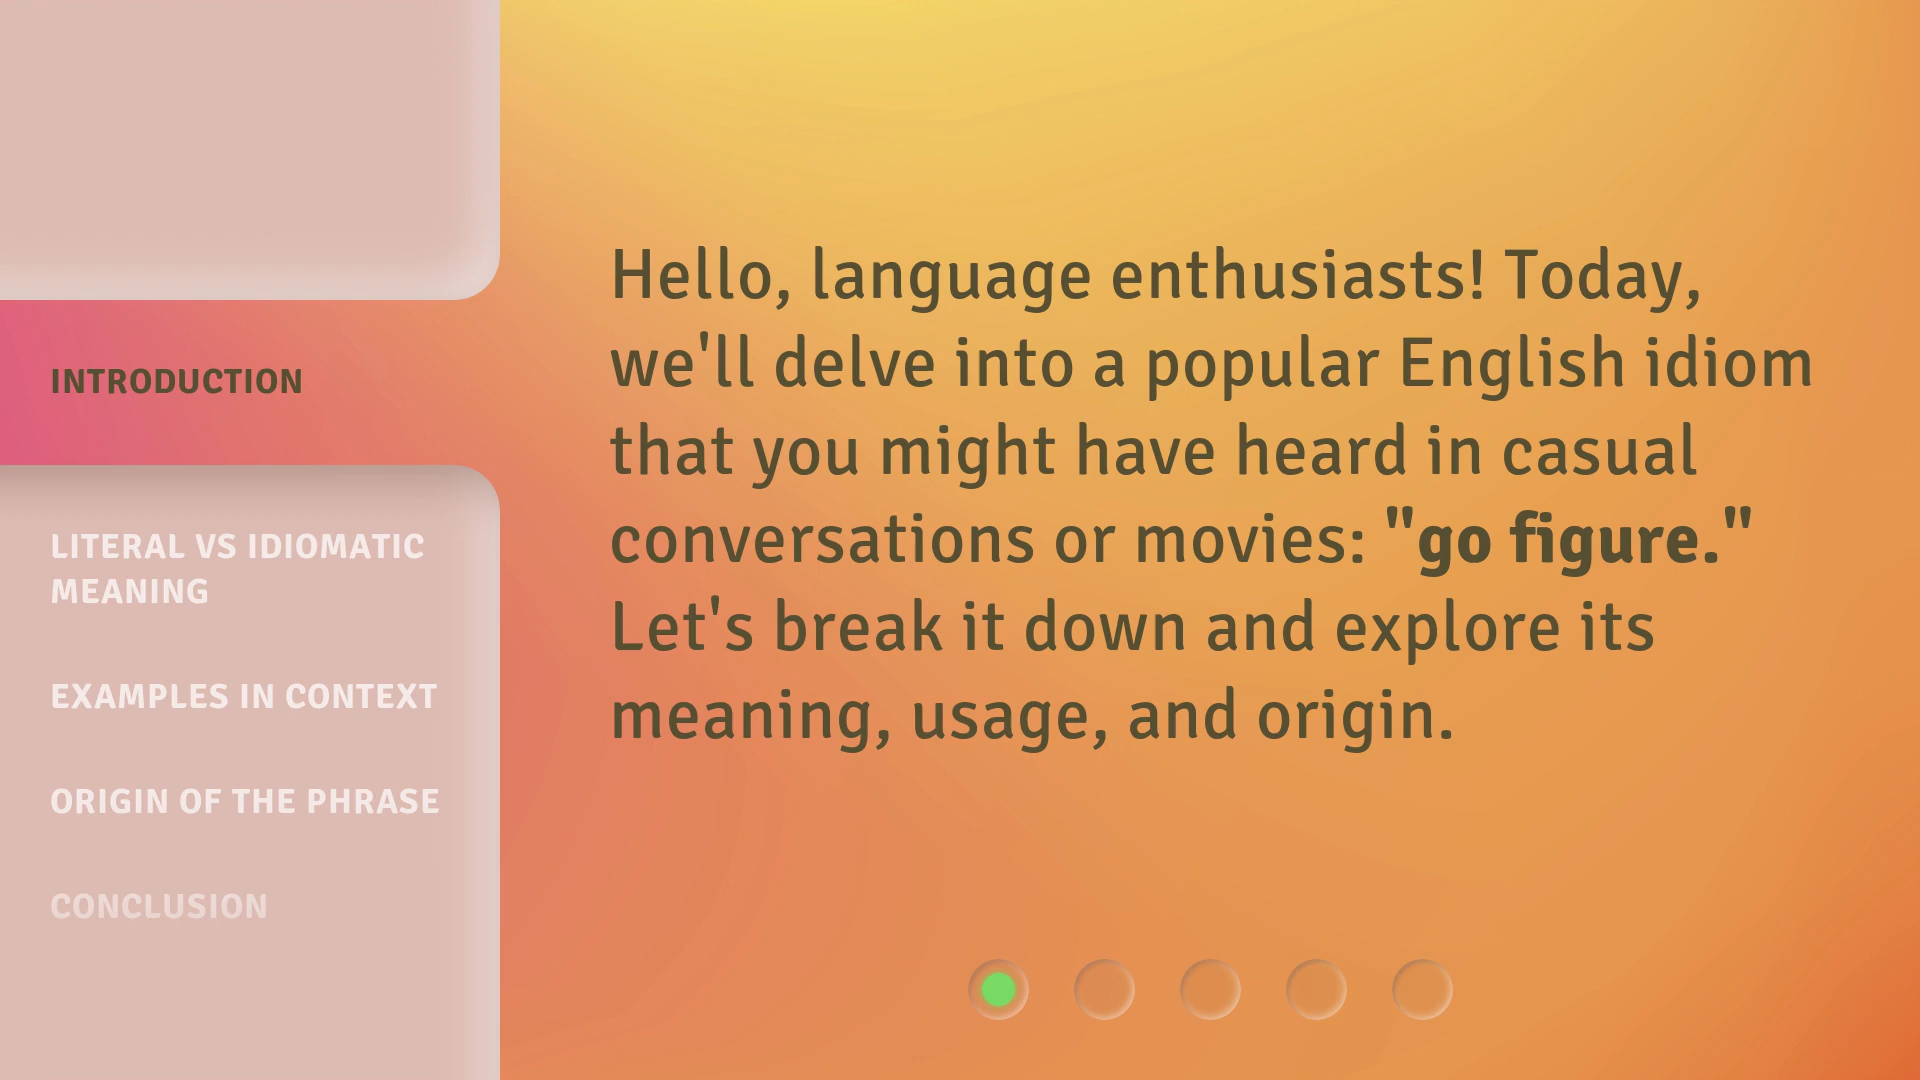 INTRODUCTION
LITERAL VS IDIOMATIC
MEANING
EXAMPLES IN CONTEXT
ORIGIN OF THE PHRASE
CONCLUSION
Hello, language enthusiasts! Today,
we'll delve into a popular English idiom
that you might have heard in casual
conversations or movies: "go figure."
Let's break it down and explore its
meaning, usage, and origin.